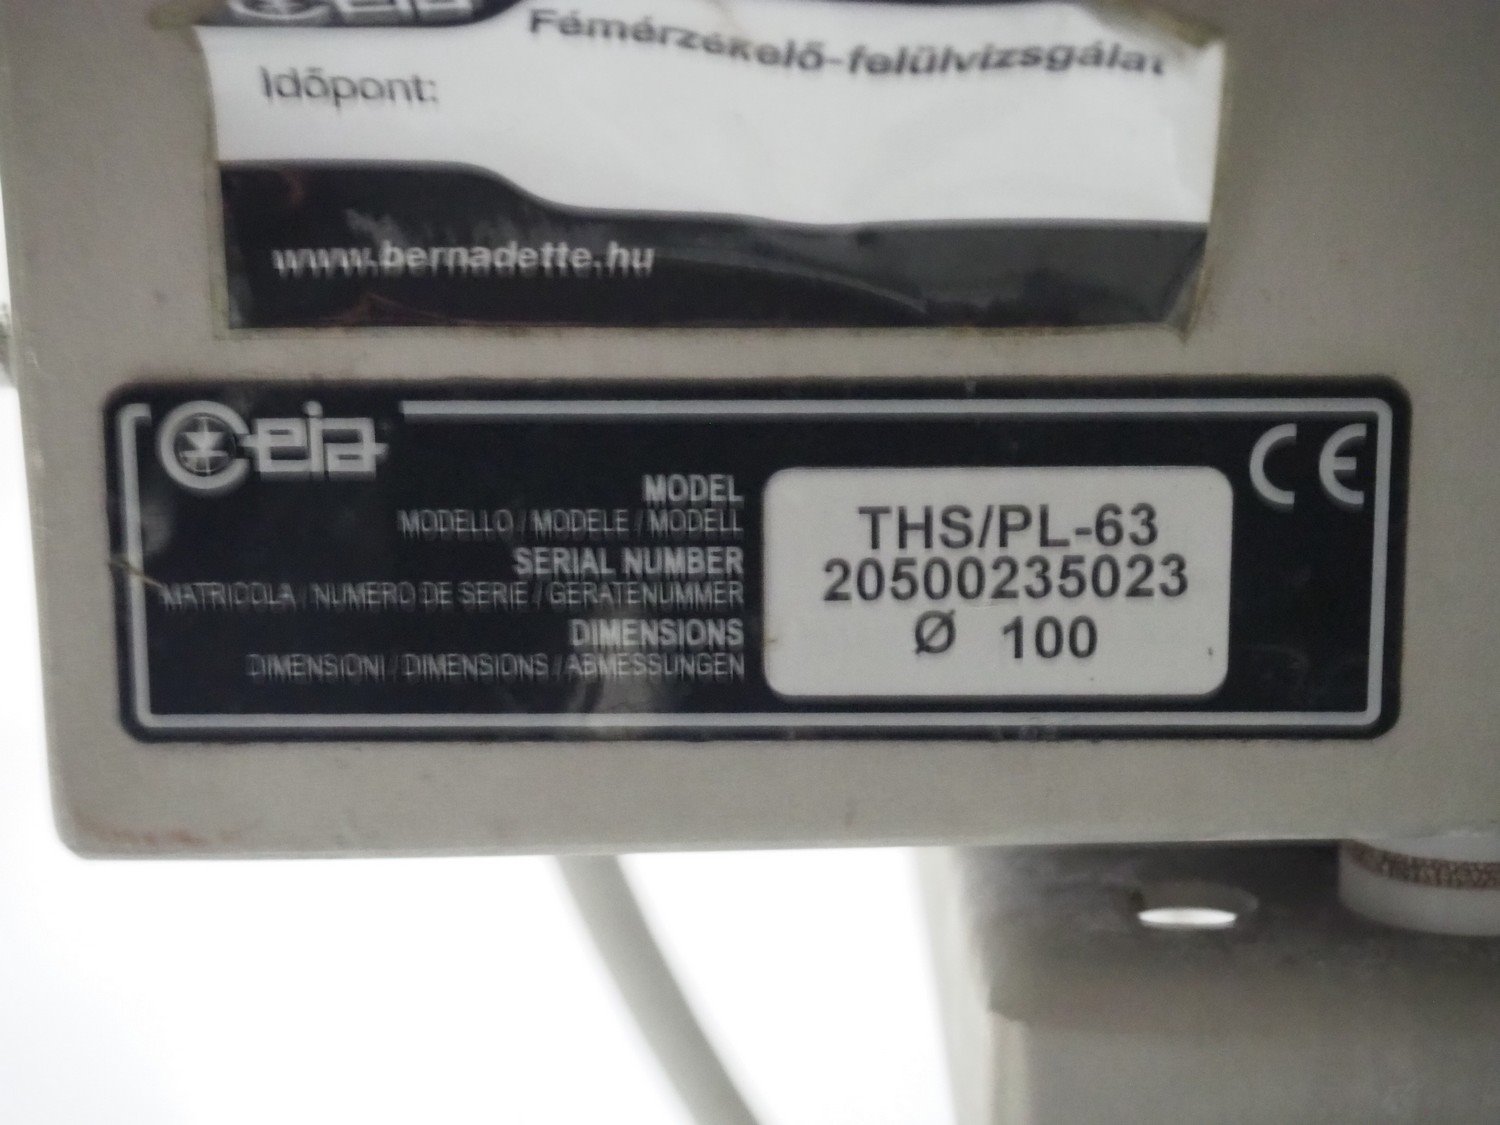 Ceia
Fémérzékelő-felülvizsgálat
Időpont:
www.bernadette.hu
Ceia
CE
MODEL
MODELLO / MODELE / MODELL
THS/PL-63
SERIAL NUMBER
MATRICOLA / NUMERO DE SERIE / GERATENUMMER
20500235023
DIMENSIONS
DIMENSIONI / DIMENSIONS / ABMESSUNGEN
Ø 100